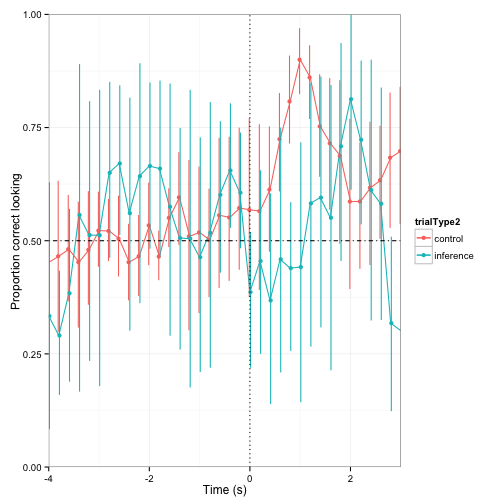 1.00
0.75
0.50
0.25
0.00
Proportion correct looking
-4
-2
0
2
Time (s)
trialType2
control
inference